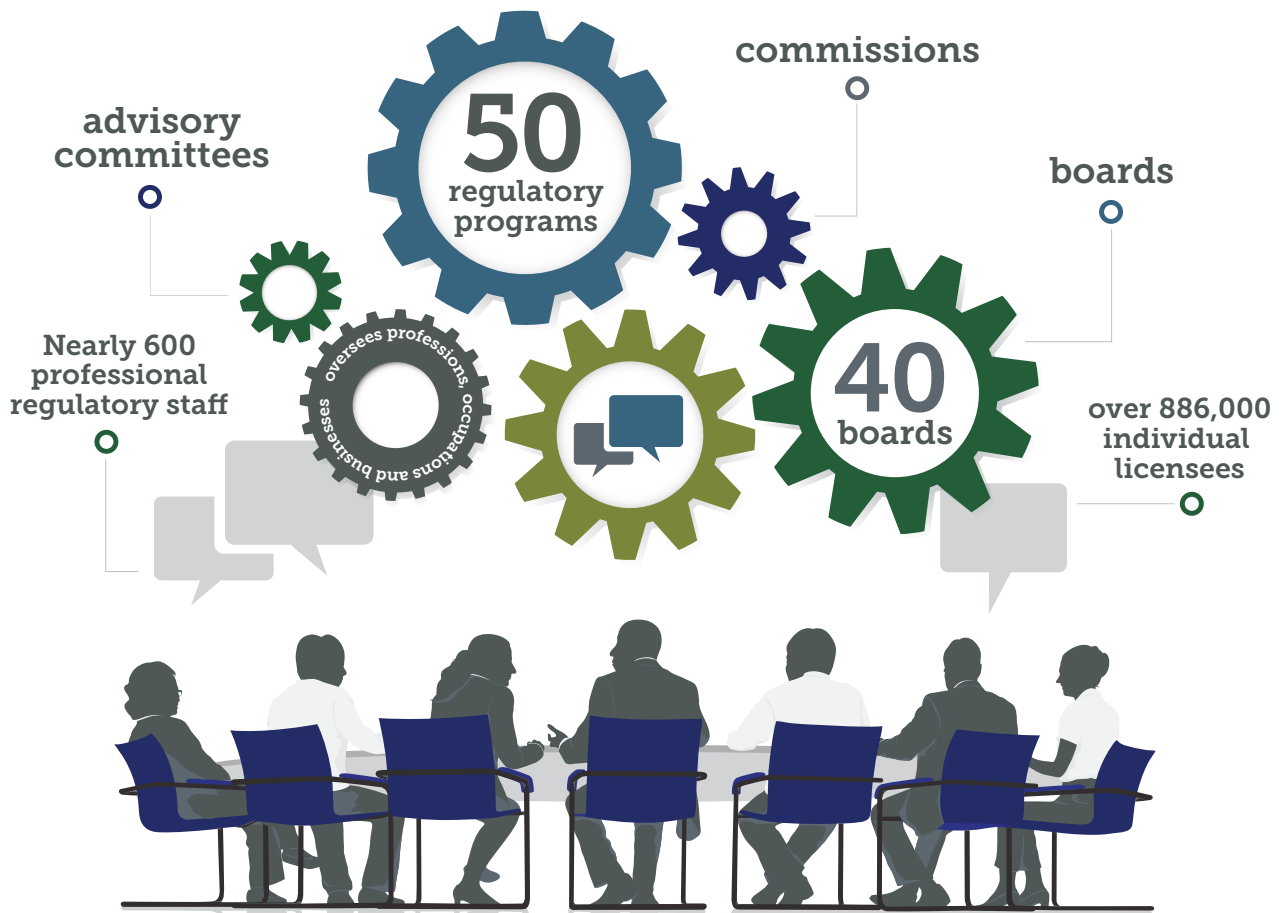 commissions
advisory
committees
50
regulatory
programs
boards
Nearly 600
professional
regulatory staff
oversees professions, occupations and businesses
40
boards
over 886,000
individual
licensees